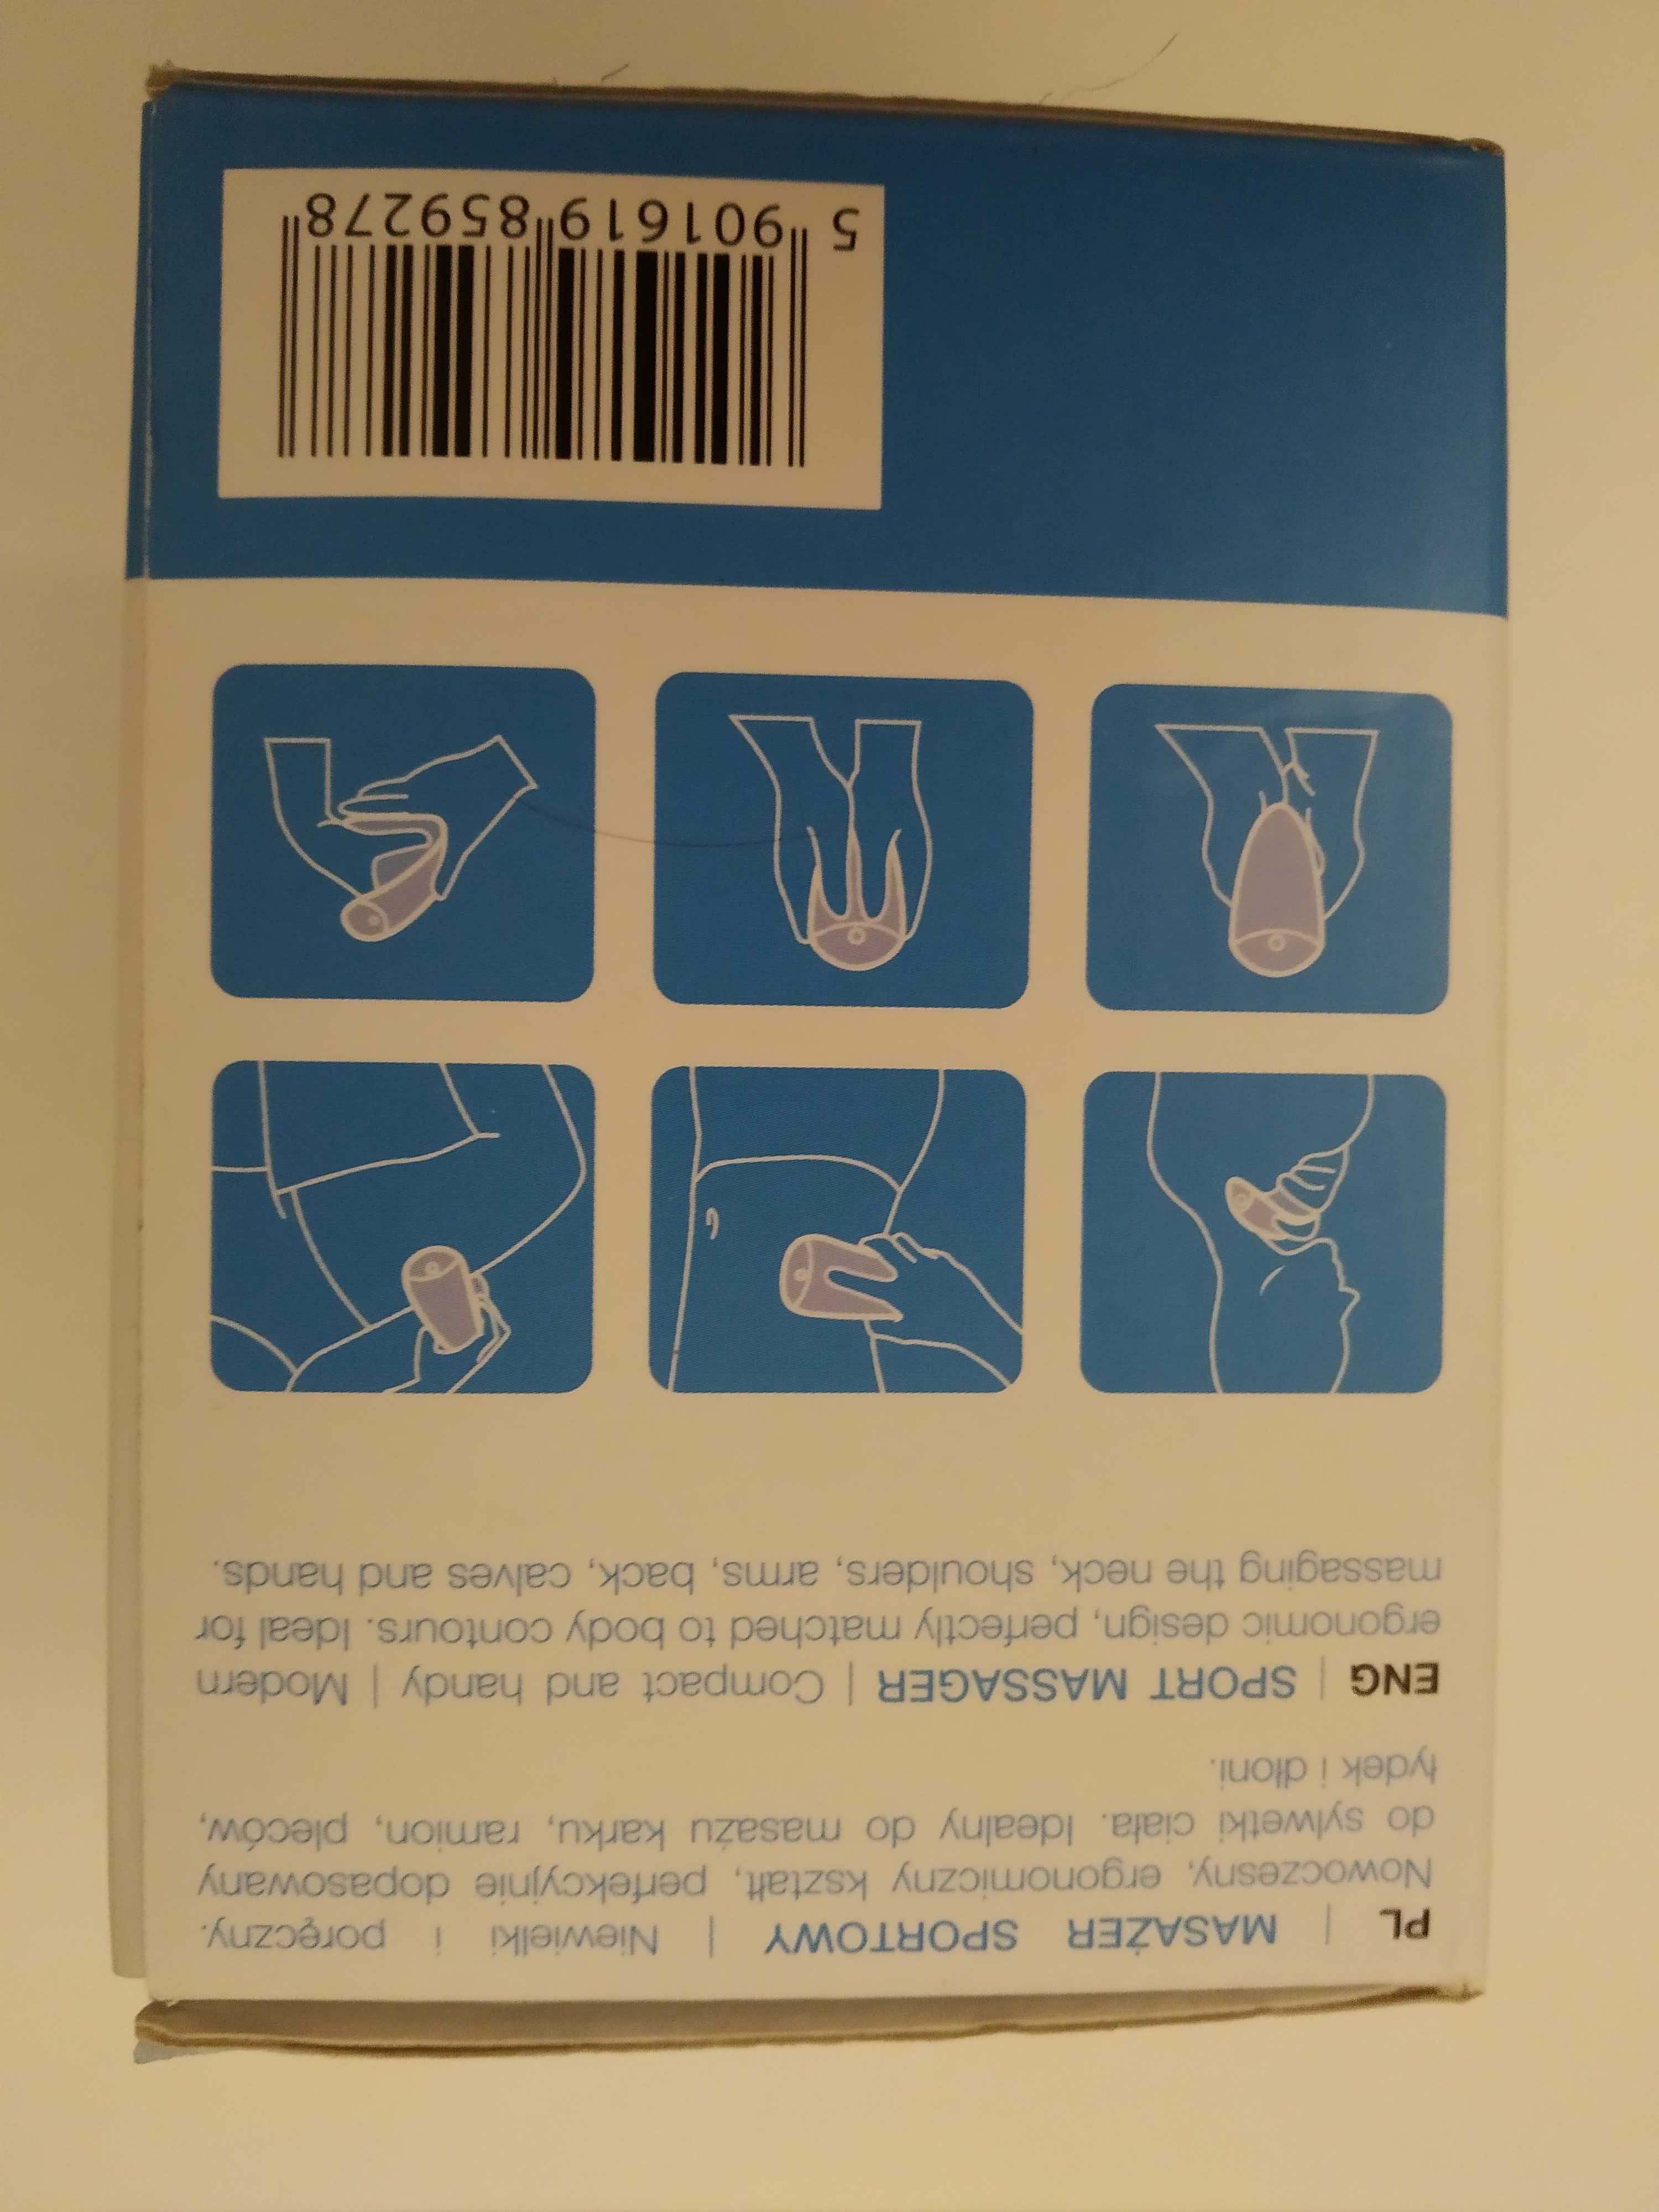 PL | MASAŻER SPORTOWY | Niewielki i poręczny.
Nowoczesny, ergonomiczny kształt, perfekcyjnie dopasowany
do sylwetki ciała. Idealny do masażu karku, ramion, pleców,
łydek i dłoni.
ENG | SPORT MASSAGER | Compact and handy | Modern
ergonomic design, perfectly matched to body contours. Ideal for
massaging the neck, shoulders, arms, back, calves and hands.
5 901619 859278